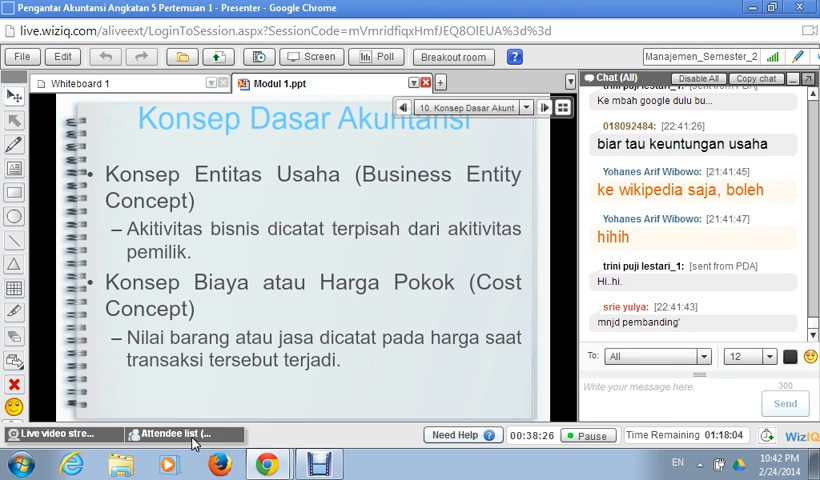 Pengantar Akuntansi Angkatan 5 Pertemuan 1 - Presenter - Google Chrome
live.wiziq.com/aliveext/LoginToSession.aspx?SessionCode=mVmridfiqxHmfJEQ8OlEUA%3d%3d
File Edit Screen Poll Breakout room ? Manajemen_Semester_2
Whiteboard 1 Modul 1.ppt +
10. Konsep Dasar Akunt
Konsep Dasar Akuntansi
• Konsep Entitas Usaha (Business Entity
Concept)
– Akitivitas bisnis dicatat terpisah dari akitivitas
pemilik.
• Konsep Biaya atau Harga Pokok (Cost
Concept)
– Nilai barang atau jasa dicatat pada harga saat
transaksi tersebut terjadi.
Chat (All) Disable All Copy chat
trini puji lestari_1: [sent from PDA]
Ke mbah google dulu bu...
018092484: [22:41:26]
biar tau keuntungan usaha
Yohanes Arif Wibowo: [21:41:45]
ke wikipedia saja, boleh
Yohanes Arif Wibowo: [21:41:47]
hihih
trini puji lestari_1: [sent from PDA]
Hi..hi.
srie yulya: [22:41:43]
mnjd pembanding'
To: All 12
Write your message here. 300
Send
Live video stre... Attendee list (...
Need Help ? 00:38:26 Pause Time Remaining 01:18:04 WizIQ
EN 10:42 PM
2/24/2014